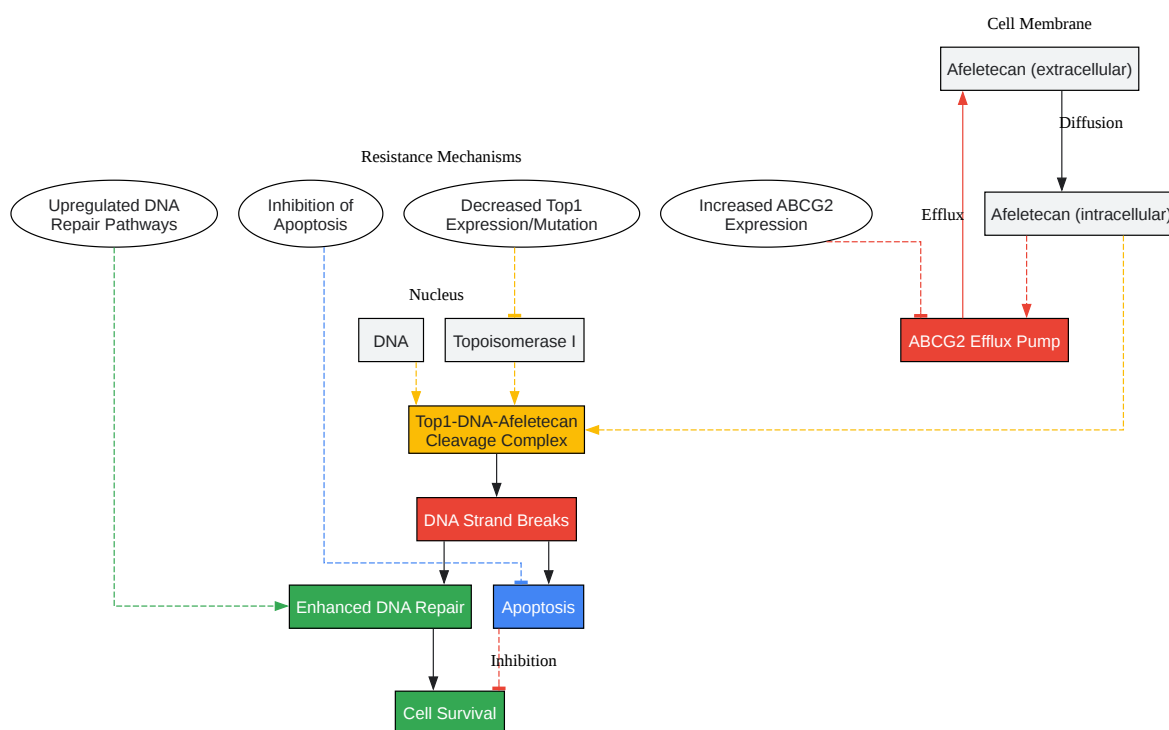 Cell Membrane
Afeletecan (extracellular)
Diffusion
Resistance Mechanisms
Upregulated DNA
Repair Pathways
Inhibition of
Apoptosis
Decreased Top1
Expression/Mutation
Increased ABCG2
Expression
Efflux
Afeletecan (intracellular)
Nucleus
DNA
Topoisomerase I
ABCG2 Efflux Pump
Top1-DNA-Afeletecan
Cleavage Complex
DNA Strand Breaks
Enhanced DNA Repair
Apoptosis
Inhibition
Cell Survival